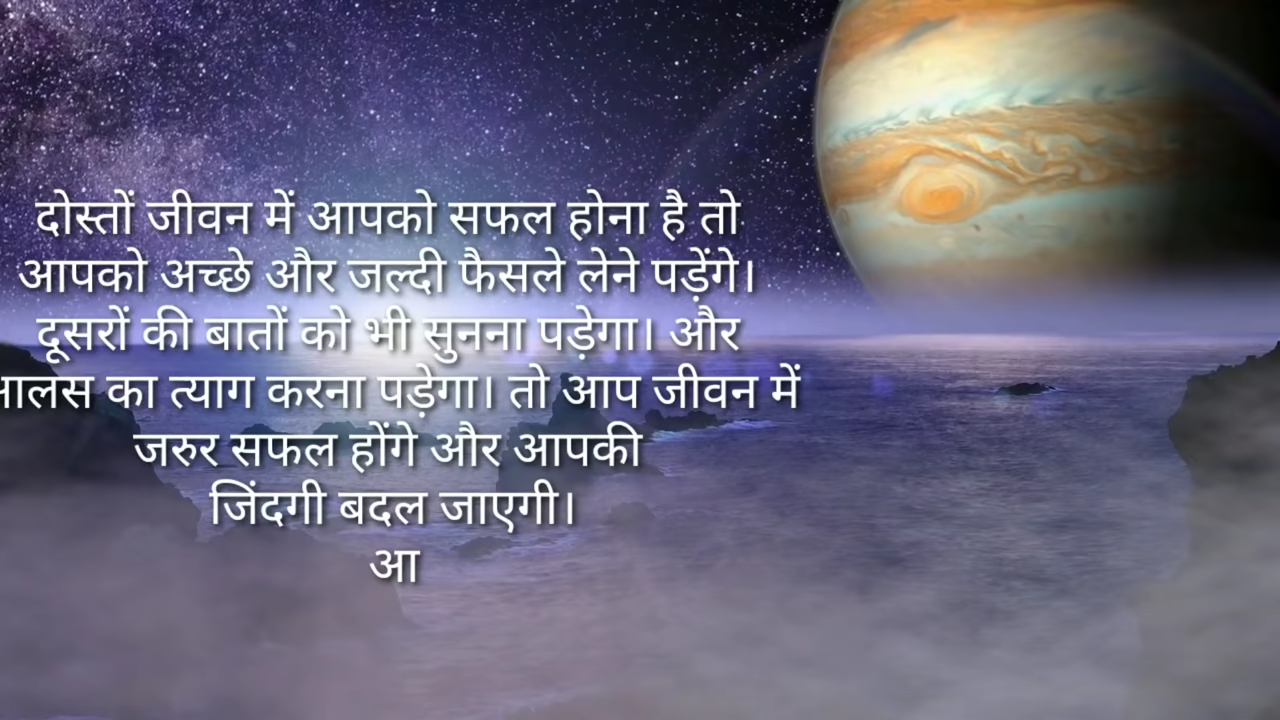 दोस्तों जीवन में आपको सफल होना है तो
आपको अच्छे और जल्दी फैसले लेने पड़ेंगे।
दूसरों की बातों को भी सुनना पड़ेगा। और
का त्याग करना पड़ेगा। तो आप जीवन में
जरुर सफल होंगे और आपकी
जिंदगी बदल जाएगी।
आ